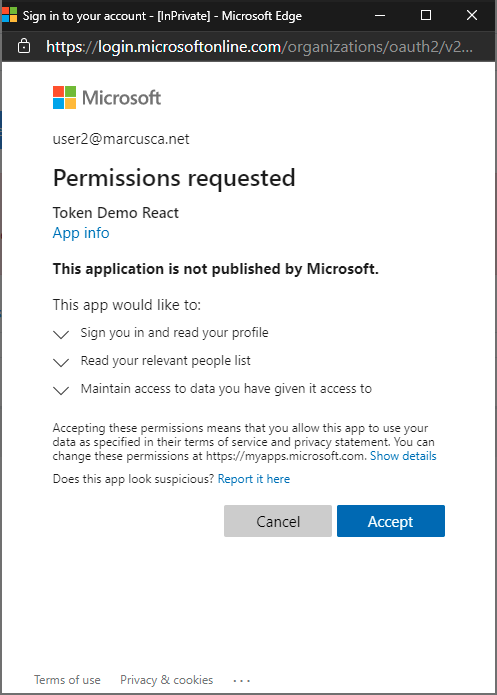 Sign in to your account - [InPrivate] - Microsoft Edge
https://login.microsoftonline.com/organizations/oauth2/v2...
Microsoft
user2@marcusca.net
Permissions requested
Token Demo React
App info
This application is not published by Microsoft.
This app would like to:
Sign you in and read your profile
Read your relevant people list
Maintain access to data you have given it access to
Accepting these permissions means that you allow this app to use your
data as specified in their terms of service and privacy statement. You can
change these permissions at https://myapps.microsoft.com. Show details
Does this app look suspicious? Report it here
Cancel Accept
Terms of use Privacy & cookies ...